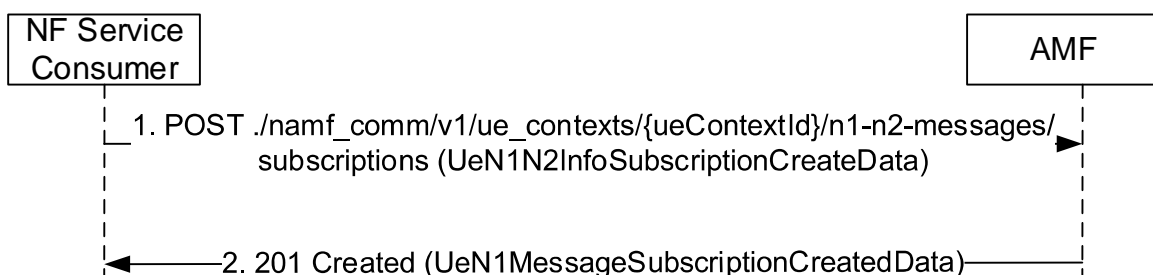 NF Service
Consumer
AMF
1. POST ./namf_comm/v1/ue_contexts/{ueContextId}/n1-n2-messages/
subscriptions (UeN1N2InfoSubscriptionCreateData)
2. 201 Created (UeN1MessageSubscriptionCreatedData)